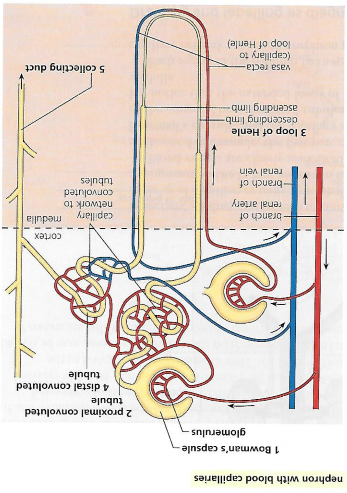 nephron with blood capillaries
1 Bowman's capsule
glomerulus
2 proximal convoluted
tubule
4 distal convoluted
tubule
cortex
medulla
capillary
network to
convoluted
tubules
branch of
renal artery
branch of
renal vein
3 loop of Henle
descending limb
ascending limb
vasa recta
(capillary to
loop of Henle)
5 collecting duct